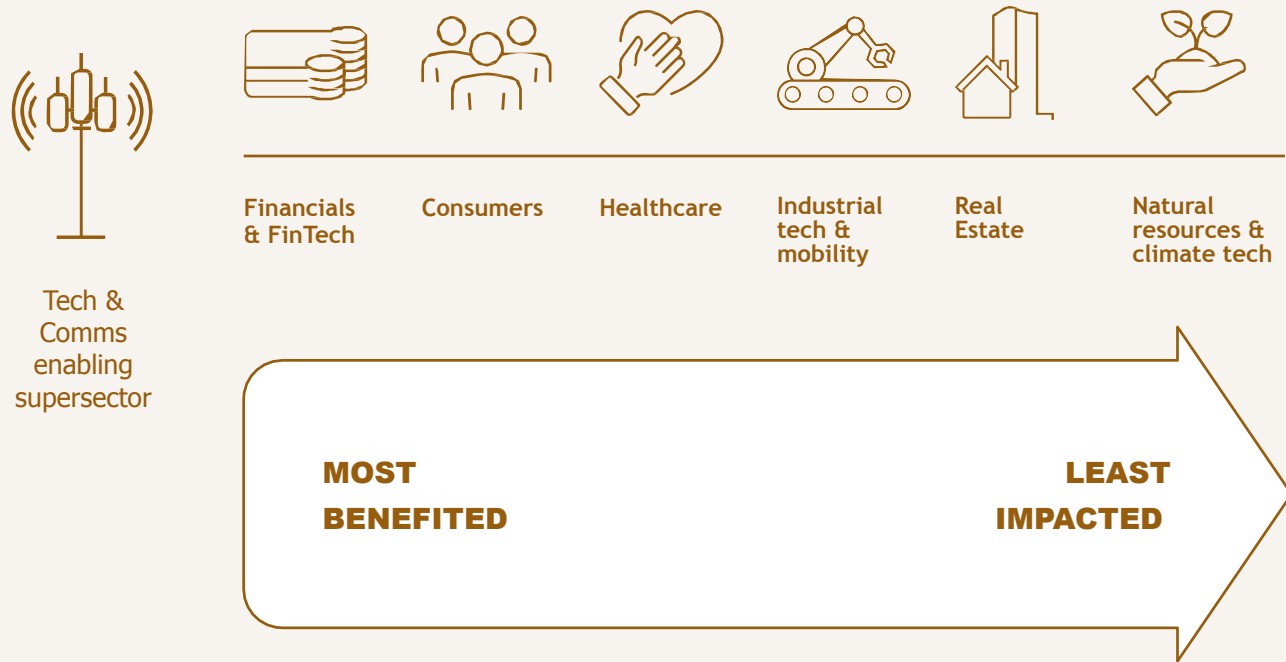 Tech &
Comms
enabling
supersector
Financials
& FinTech
Consumers
Healthcare
Industrial
tech &
mobility
Real
Estate
Natural
resources &
climate tech
MOST
BENEFITED
LEAST
IMPACTED